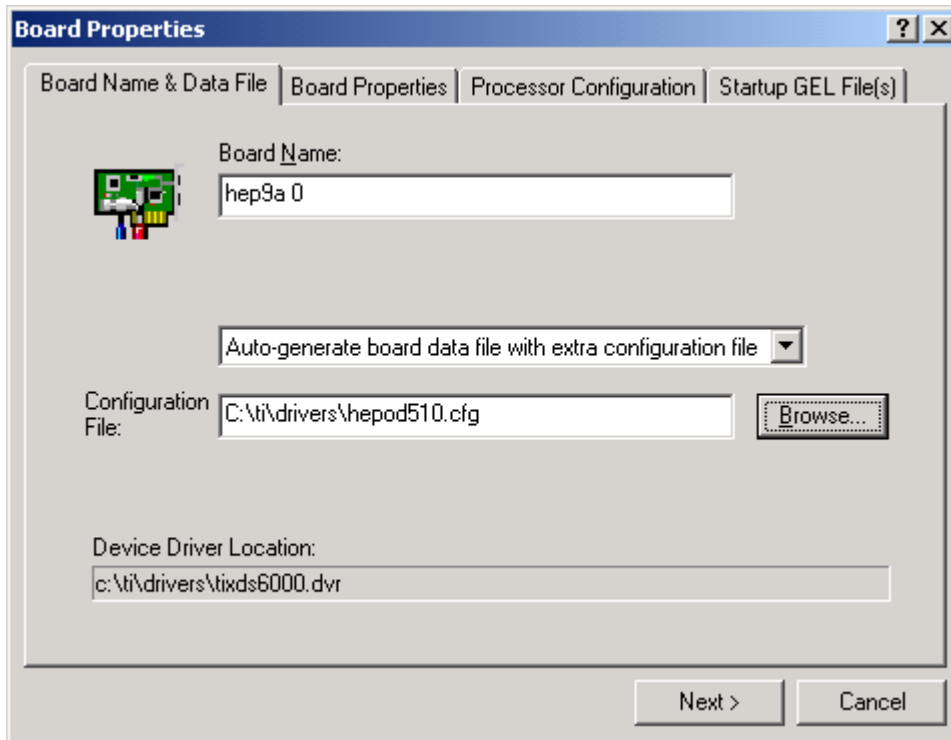 Board Properties
Board Name & Data File Board Properties Processor Configuration Startup GEL File(s)
Board Name:
hep9a 0
Auto-generate board data file with extra configuration file
Configuration
File:
C:\ti\drivers\hepod510.cfg
Browse...
Device Driver Location:
c:\ti\drivers\tixds6000.dvr
Next > Cancel